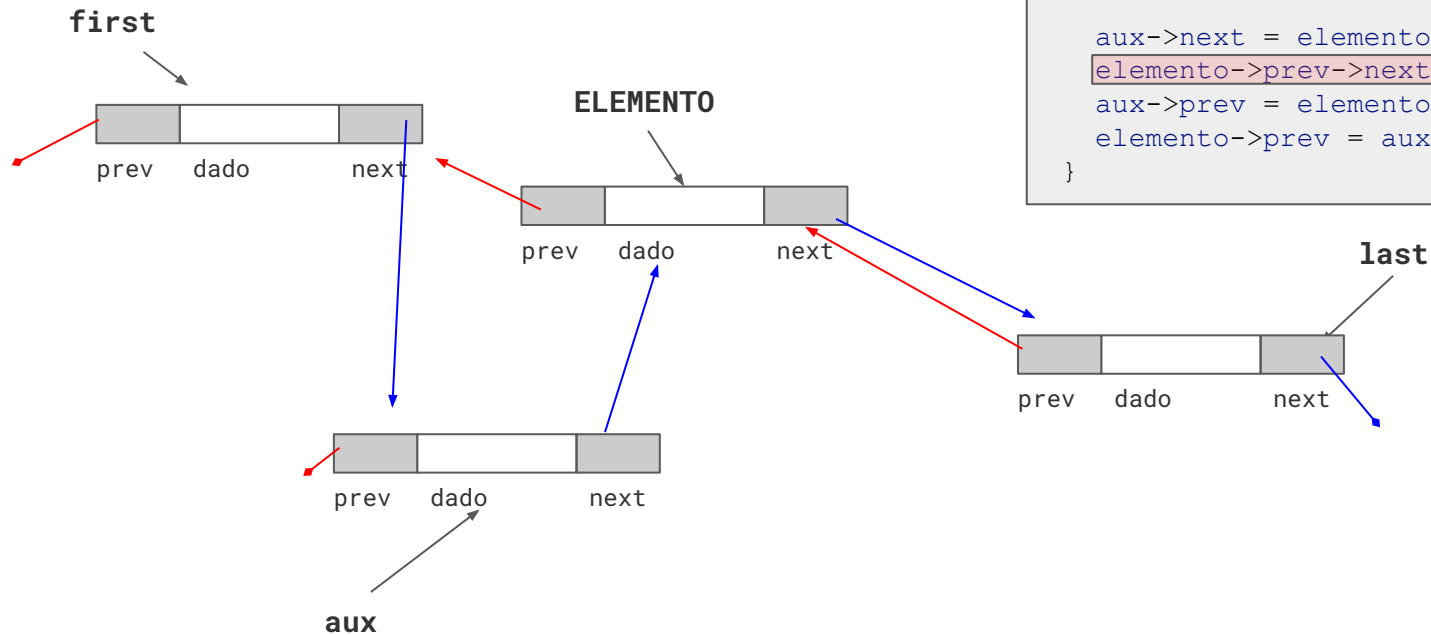 first
aux->next = elemento
elemento->prev->next
aux->prev = elemento
elemento->prev = aux
}
ELEMENTO
prev dado next
prev dado next
last
prev dado next
prev dado next
aux